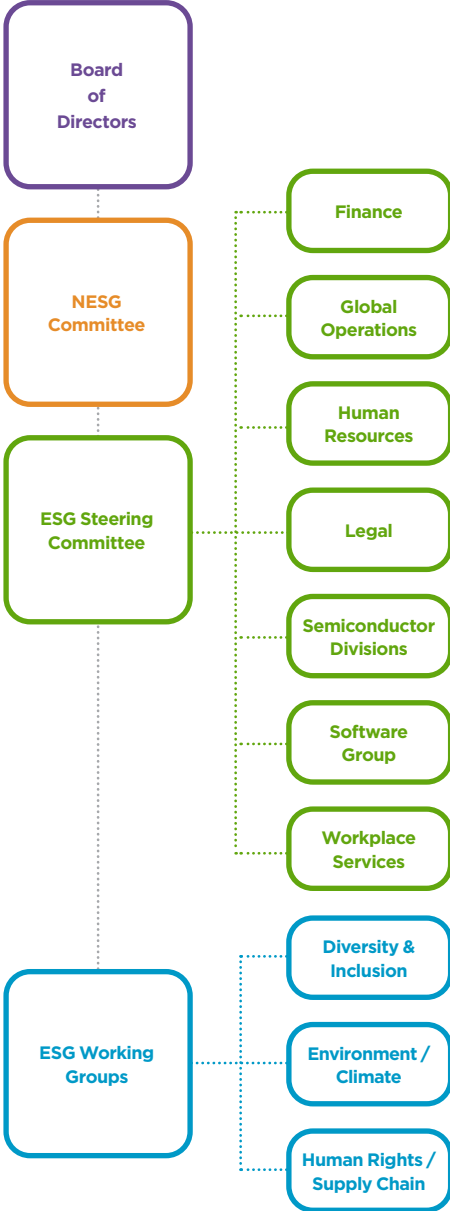 Board
of
Directors
NESG
Committee
ESG Steering
Committee
Finance
Global
Operations
Human
Resources
Legal
Semiconductor
Divisions
Software
Group
Workplace
Services
ESG Working
Groups
Diversity &
Inclusion
Environment /
Climate
Human Rights /
Supply Chain